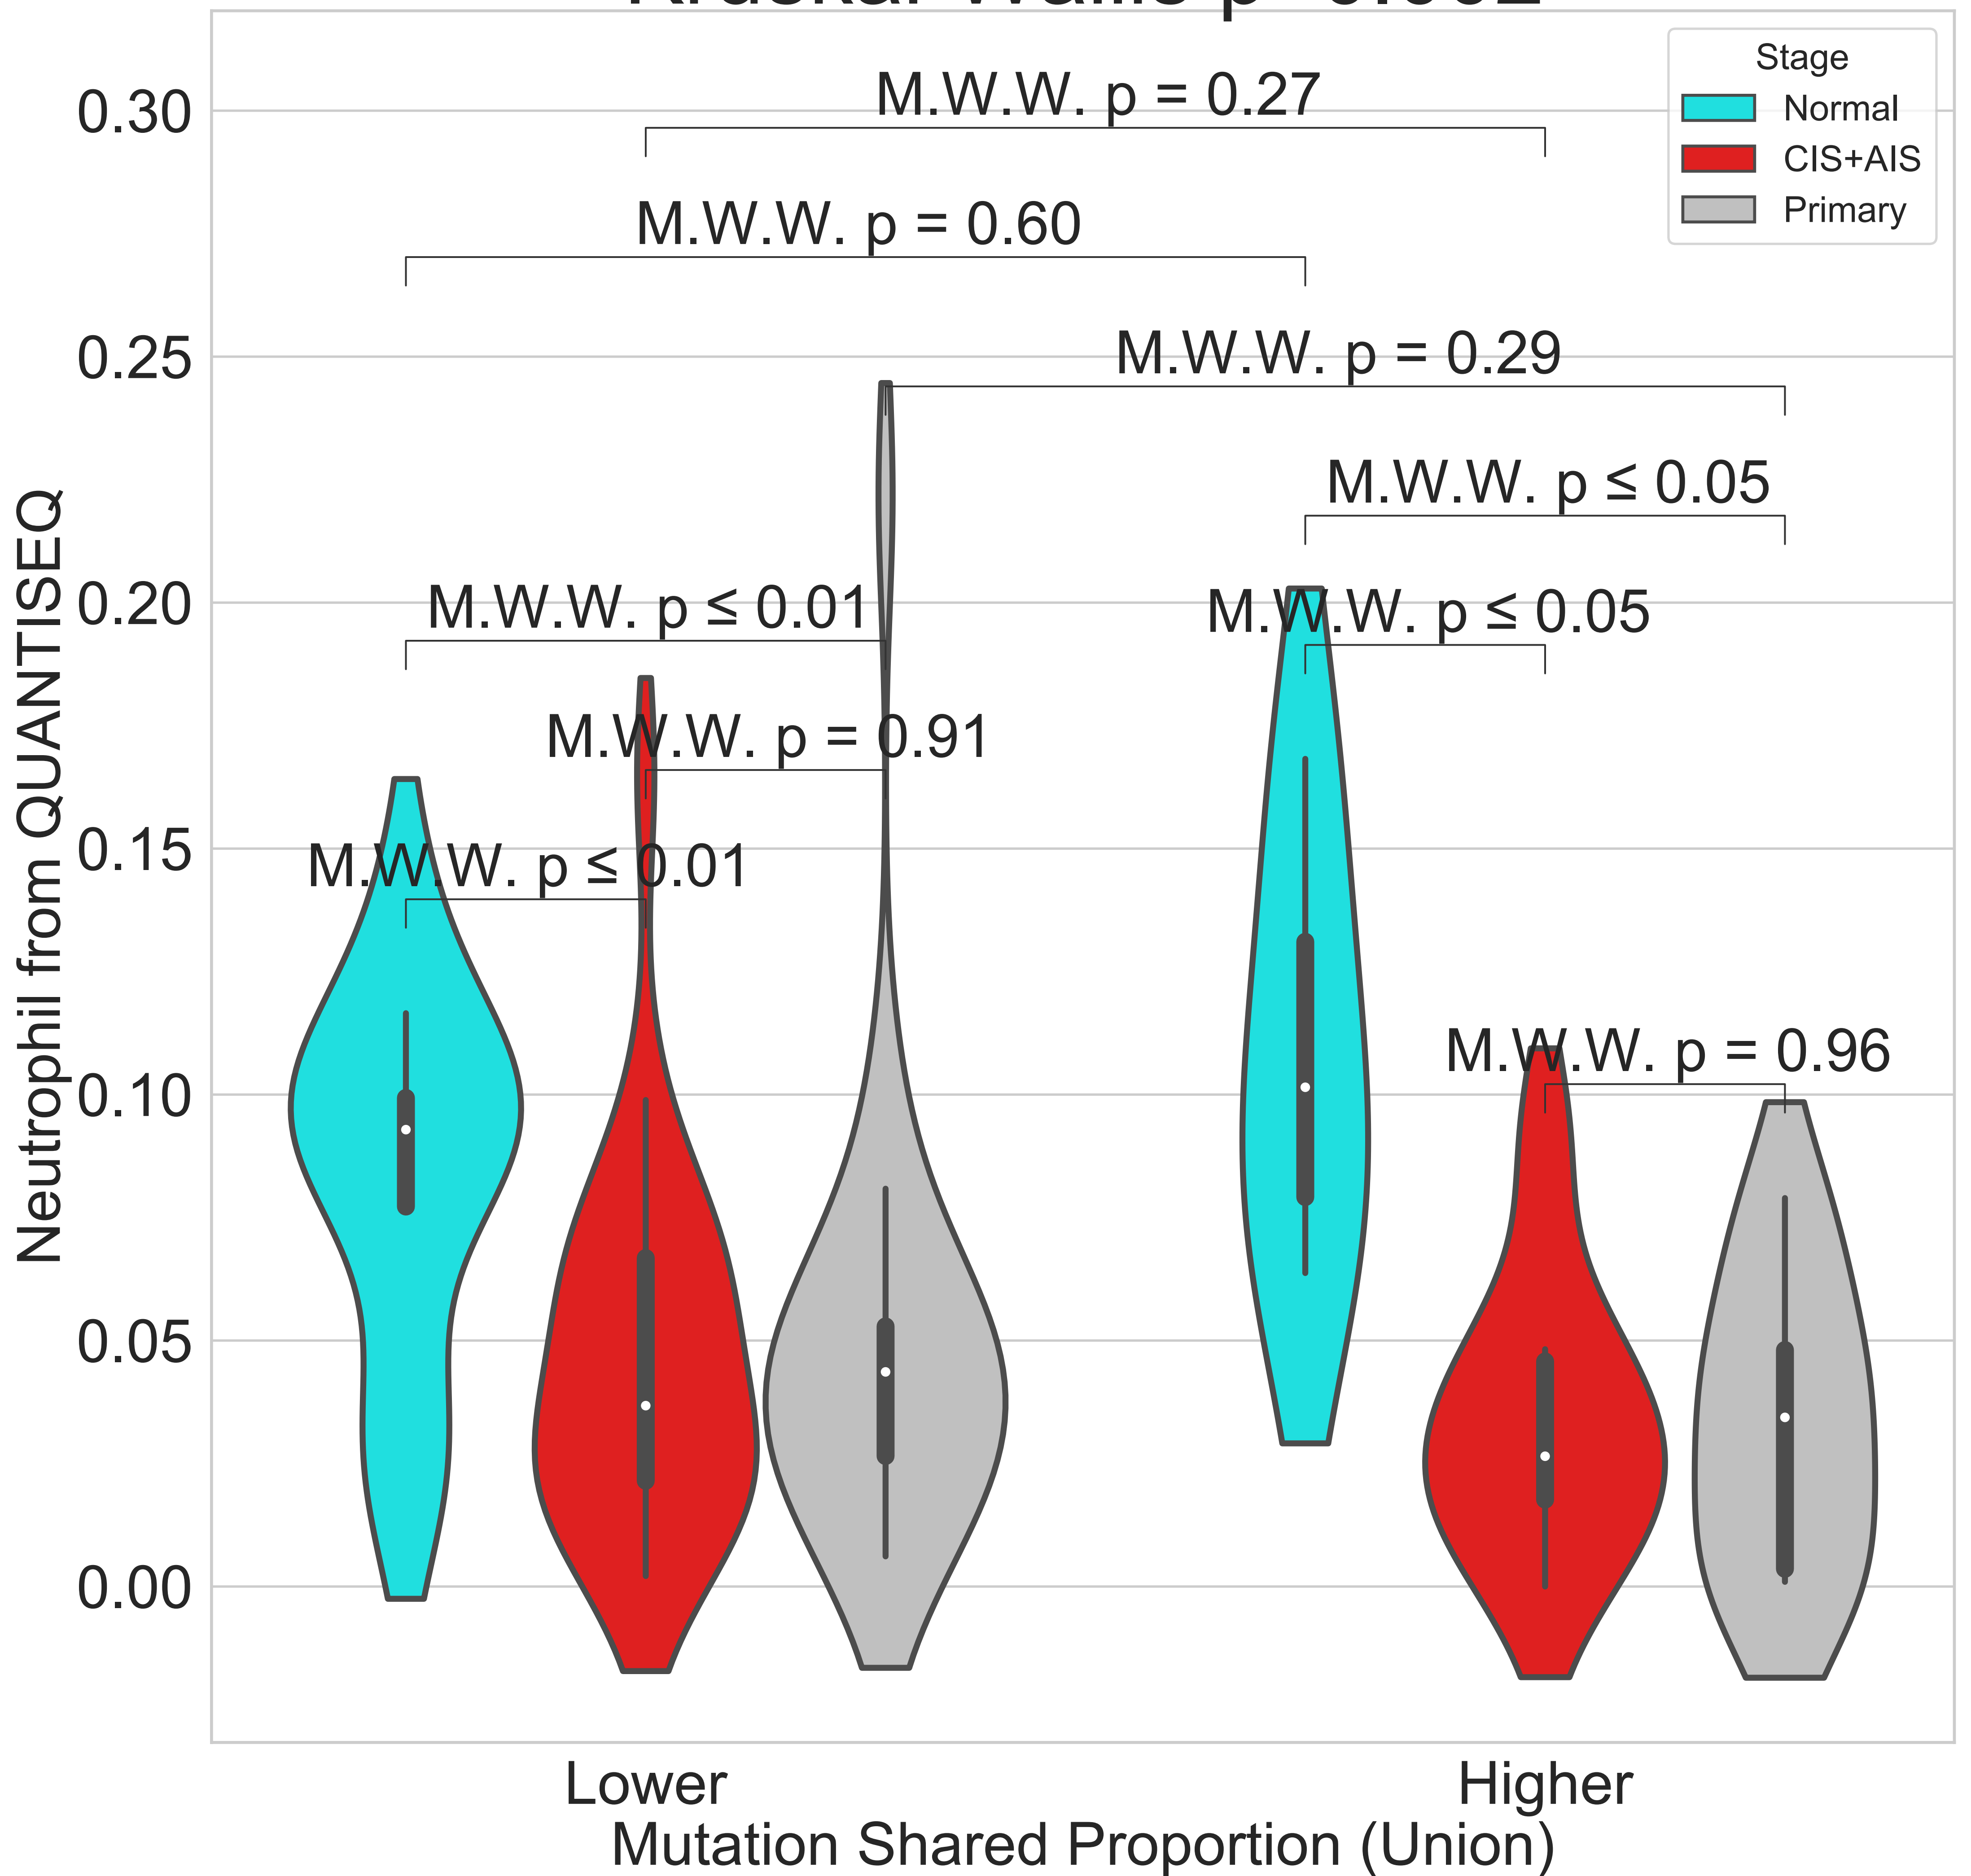 Stage
Normal
CIS+AIS
Primary
M.W.W. p = 0.27
M.W.W. p = 0.60
M.W.W. p = 0.29
M.W.W. p ≤ 0.05
M.W.W. p ≤ 0.01
M.W.W. p ≤ 0.05
M.W.W. p = 0.91
M.W.W. p ≤ 0.01
M.W.W. p = 0.96
0.30
0.25
0.20
0.15
0.10
0.05
0.00
Neutrophil from QUANTISEQ
Lower
Higher
Mutation Shared Proportion (Union)